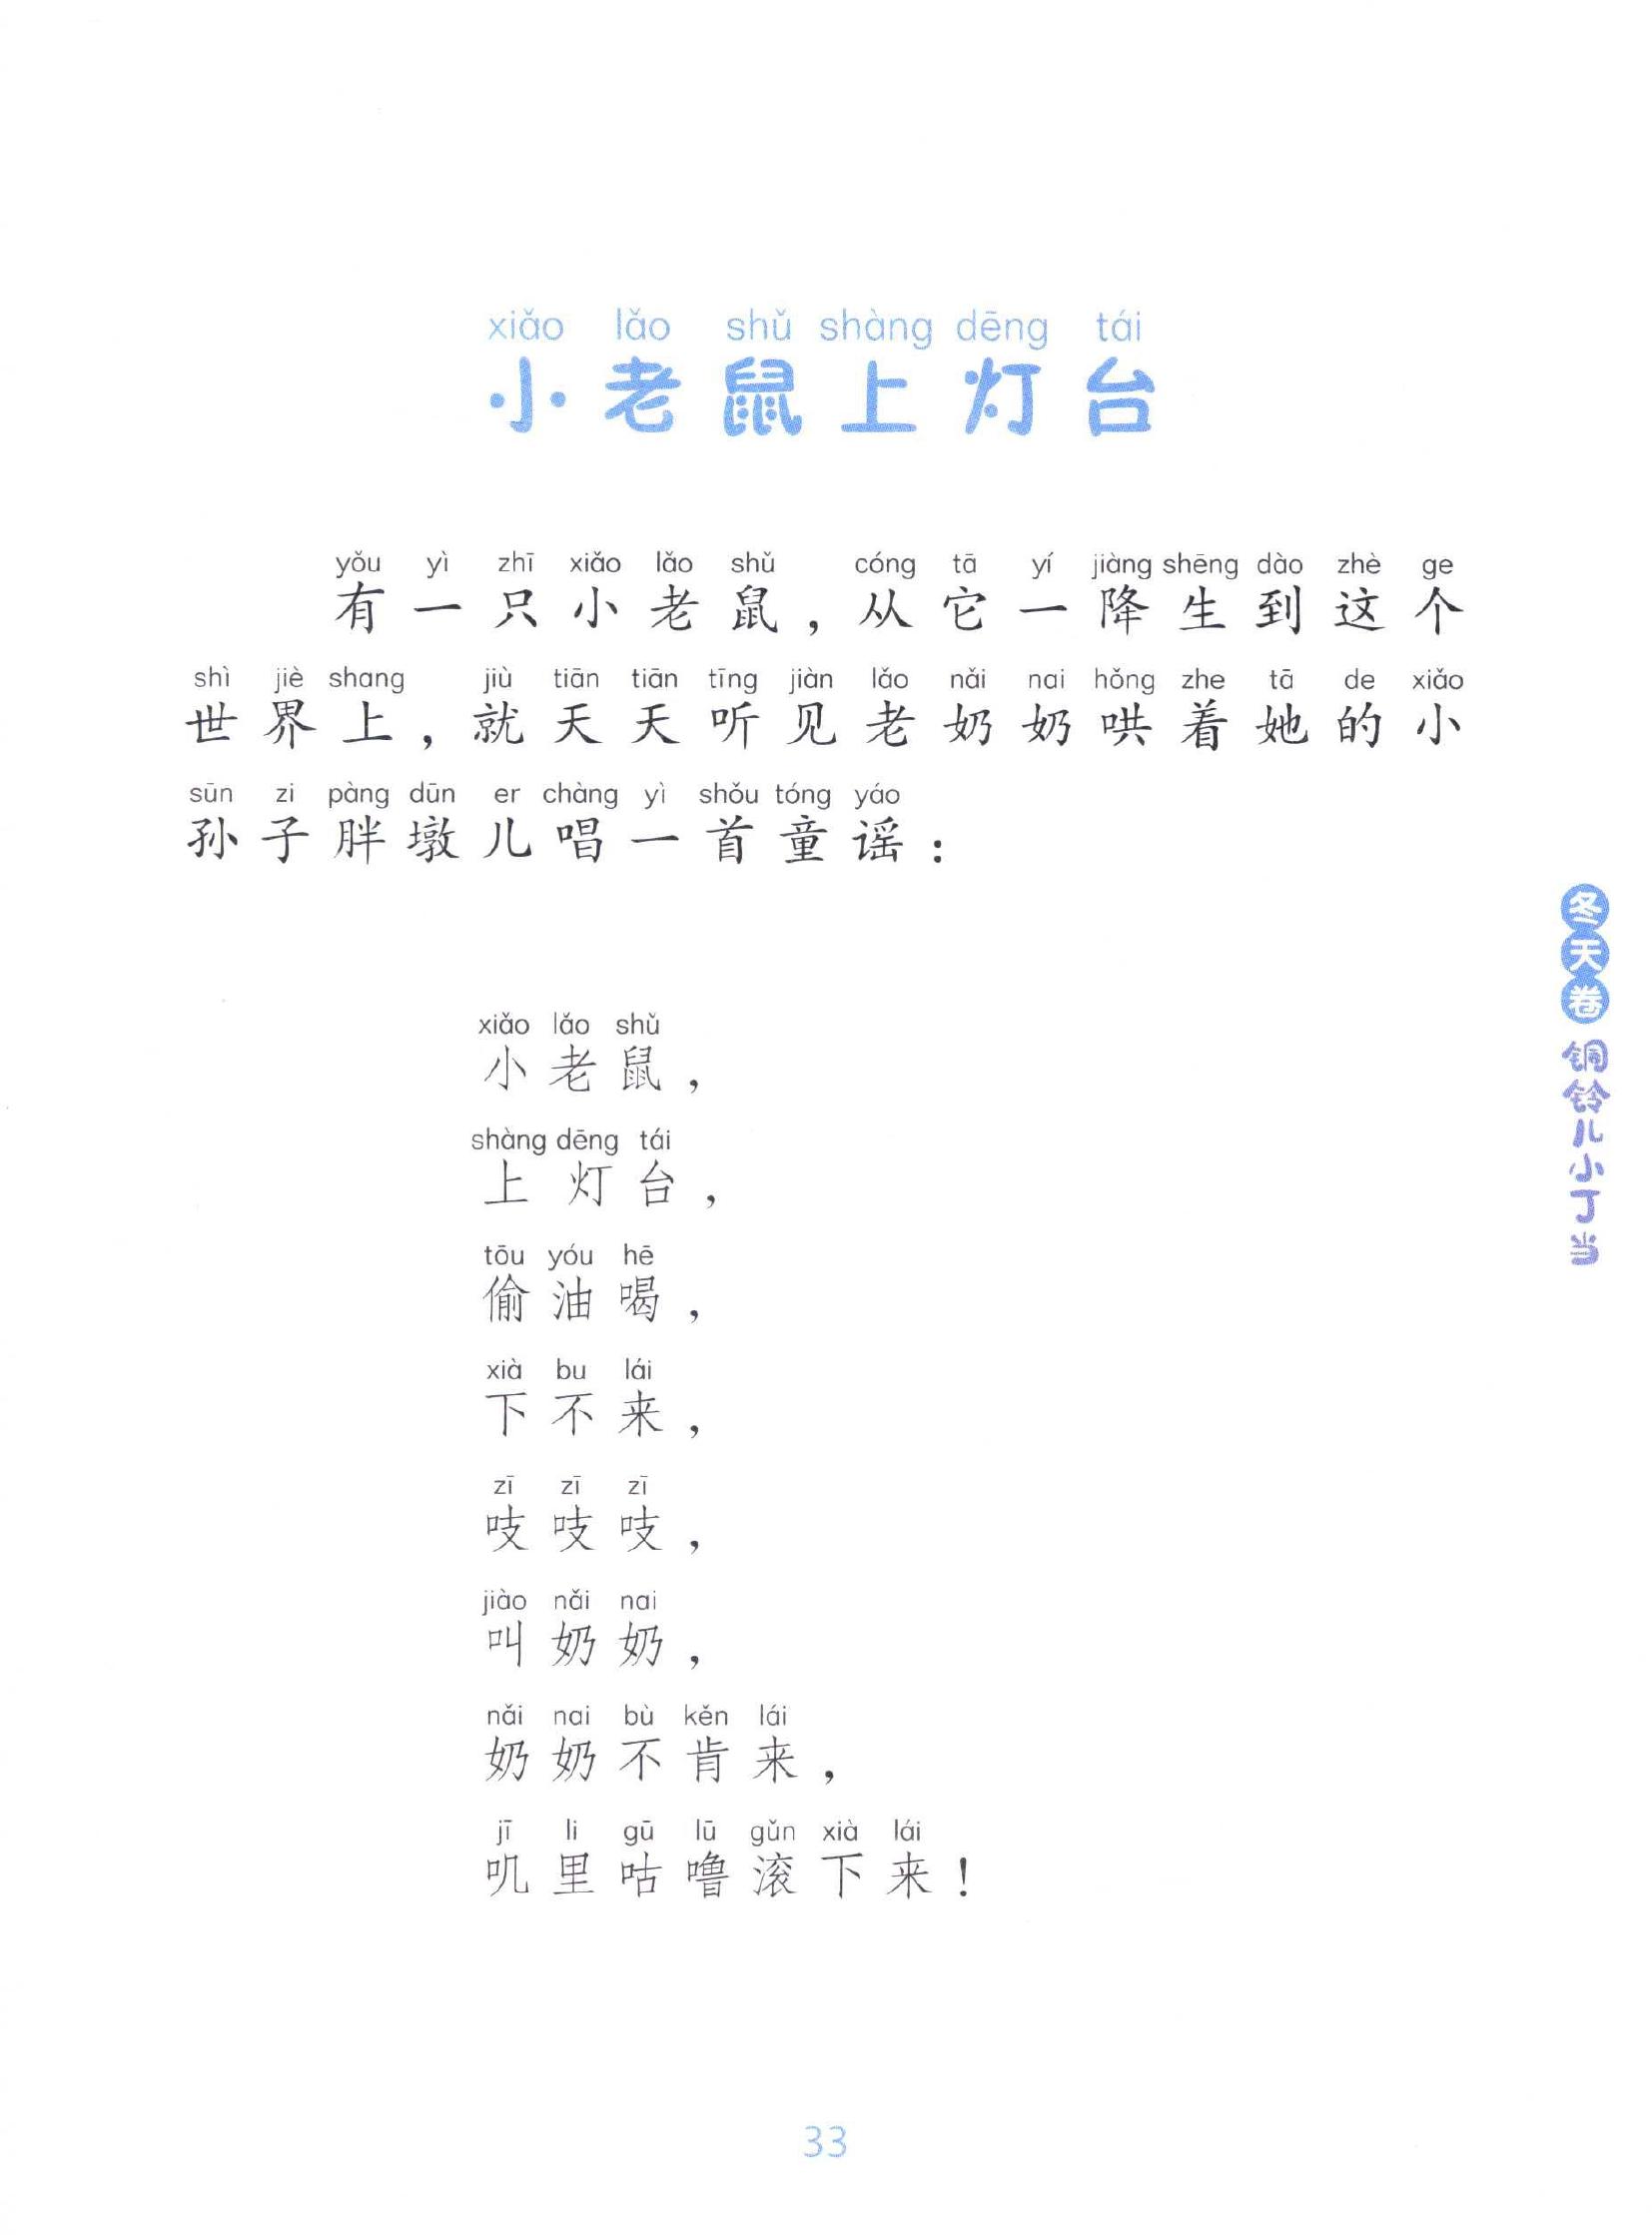 xiǎo lǎo shǔ shàng dēng tái
小老鼠上灯台
yǒu yì zhī xiǎo lǎo shǔ cóng tā yí jiàng shēng dào zhè ge
有一只小老鼠，从它一降生到这个
shì jiè shang jiù tiān tiān tīng jiàn lǎo nǎi nai hǒng zhe tā de xiǎo
世界上，就天天听见老奶奶哄着她的小
sūn zi pàng dūn er chàng yì shǒu tóng yáo
孙子胖墩儿唱一首童谣：
xiǎo lǎo shǔ
小老鼠，
shàng dēng tái
上灯台，
tōu yóu hē
偷油喝，
xià bu lái
下不来，
zī zī zī
吱吱吱，
jiào nǎi nai
叫奶奶，
nǎi nai bù kěn lái
奶奶不肯来，
jī li gū lū gǔn xià lái
叽里咕噜滚下来！
冬天卷 铜铃儿小丁当
33